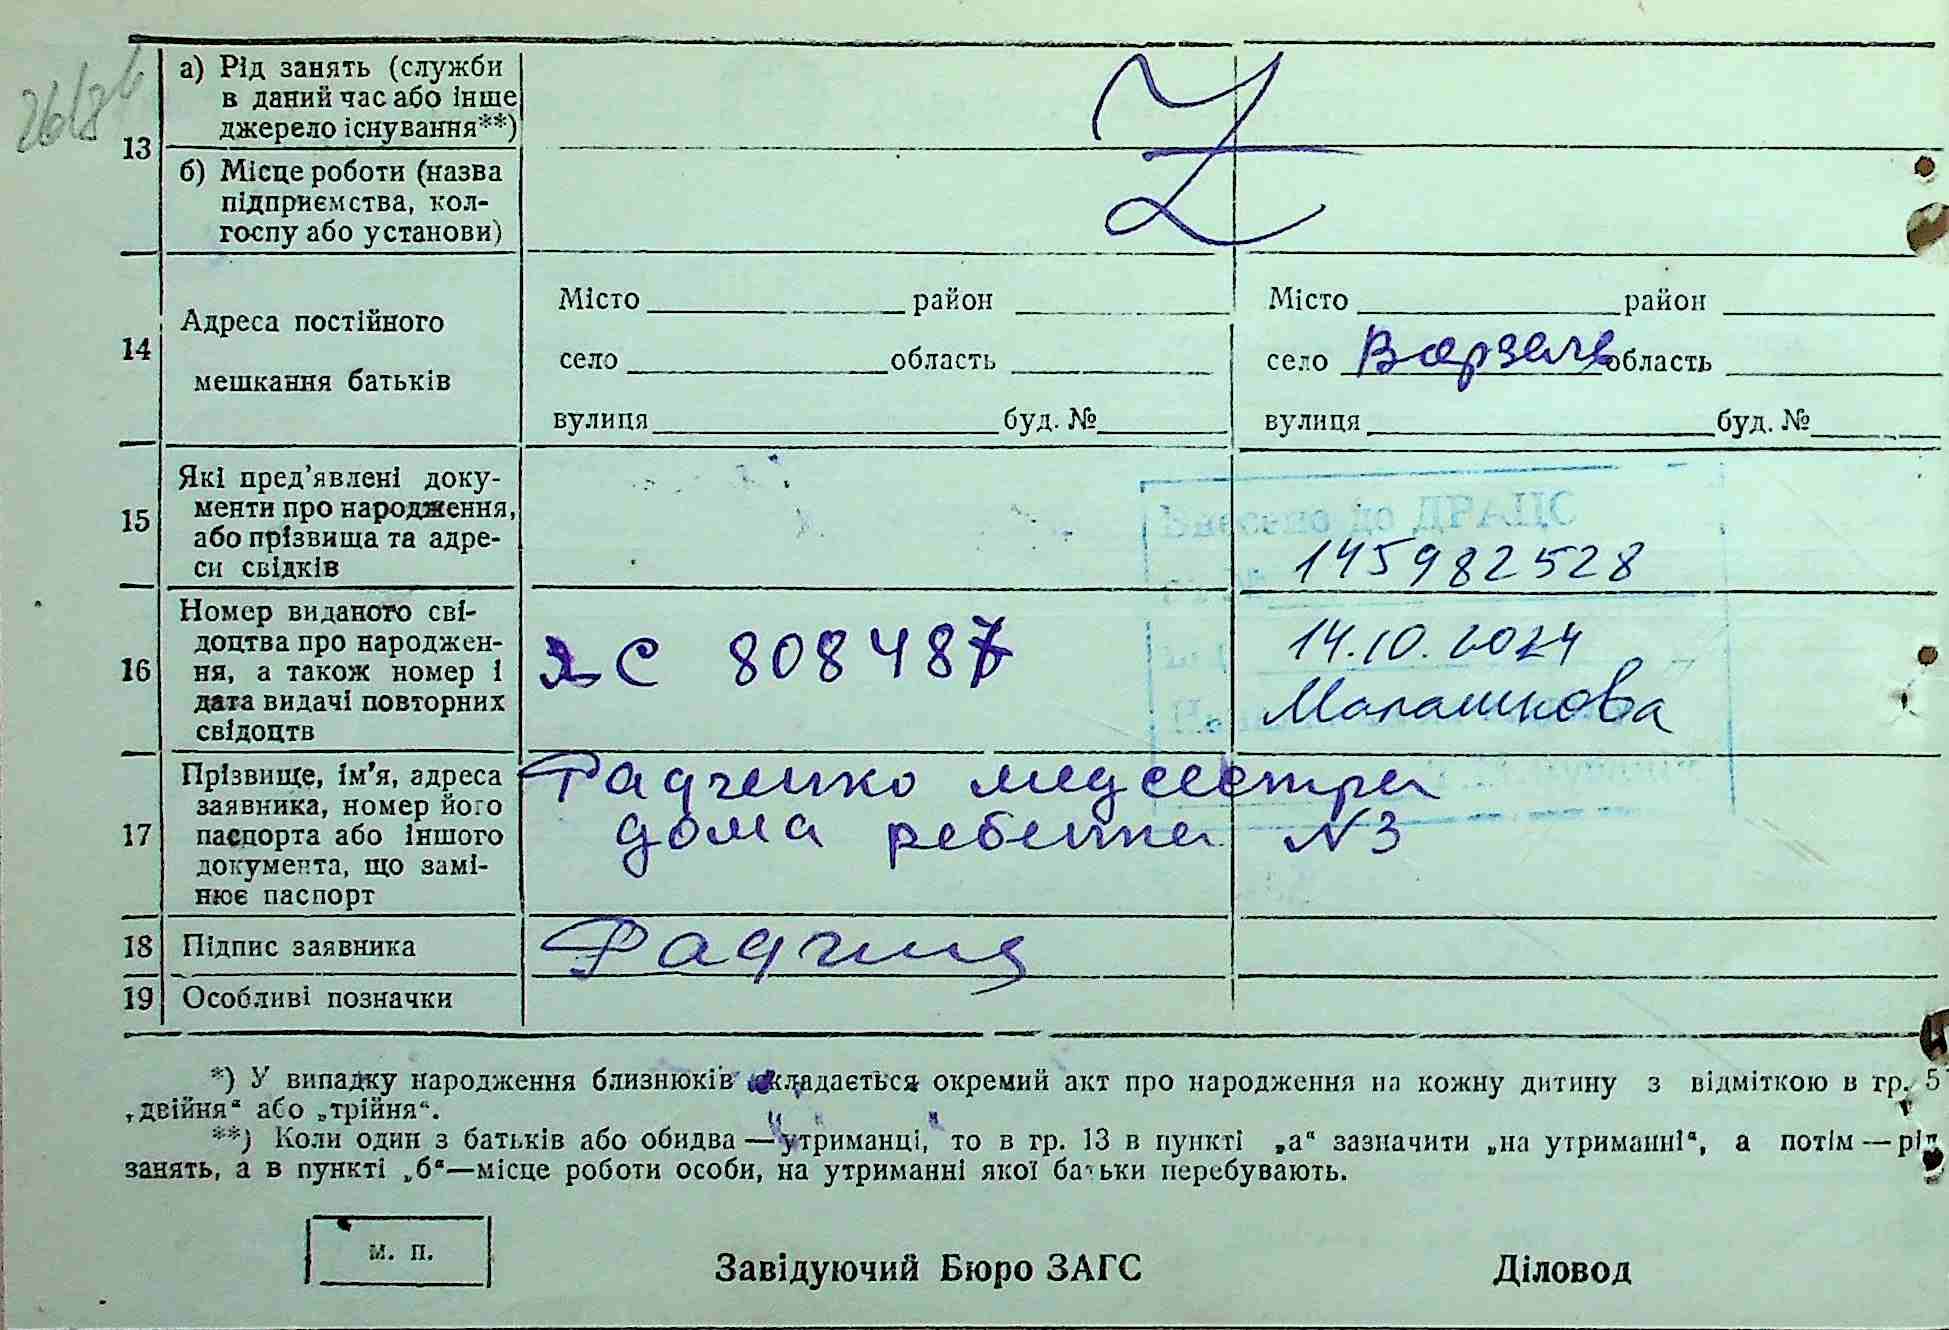 13
а) Рід занять (служби
в даний час або інше
джерело існування**)
б) Місце роботи (назва
підприємства, кол-
госпу або установи)
14
Адреса постійного
мешкання батьків
Місто район
село область
вулиця буд. №
Місто район
село Ворзель область
вулиця буд. №
15
Які пред’явлені доку-
менти про народження,
або прізвища та адре-
си свідків
Внесено до ДРАЦС
145982528
16
Номер виданого сві-
доцтва про народжен-
ня, а також номер і
дата видачі повторних
свідоцтв
ЯС 808487
14.10.2024
Малашкова
17
Прізвище, ім’я, адреса
заявника, номер його
паспорта або іншого
документа, що замі-
нює паспорт
Радченко медсестра
дома ребенка N3
18
Підпис заявника
19
Особливі позначки
*) У випадку народження близнюків складається окремий акт про народження на кожну дитину з відміткою в гр. 5
„двійня“ або „трійня“.
**) Коли один з батьків або обидва — утриманці, то в гр. 13 в пункті „а“ зазначити „на утриманні“, а потім — рід
занять, а в пункті „б“—місце роботи особи, на утриманні якої батьки перебувають.
м. п.
Завідуючий Бюро ЗАГС
Діловод